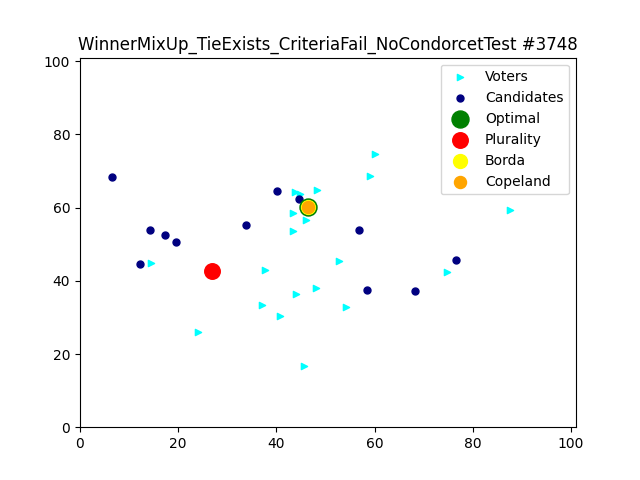 WinnerMixUp_TieExists_CriteriaFail_NoCondorcetTest #3748
100
80
60
40
20
0
0 20 40 60 80 100
Voters
Candidates
Optimal
Plurality
Borda
Copeland